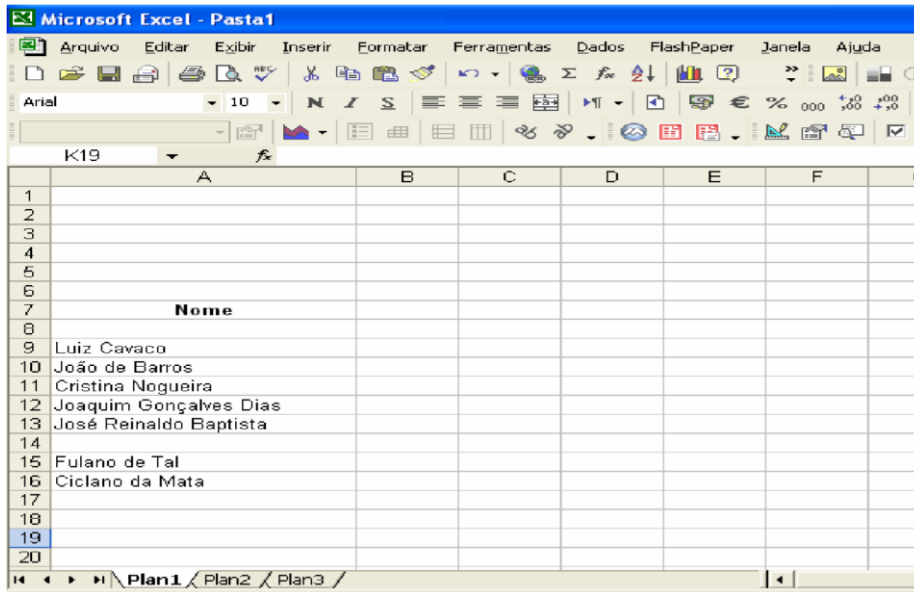 Microsoft Excel - Pasta1
Arquivo Editar Exibir Inserir Formatar Ferramentas Dados FlashPaper Janela Ajuda
Arial 10 N I S € % 000
K19 fx
A B C D E F
1
2
3
4
5
6
7 Nome
8
9 Luiz Cavaco
10 João de Barros
11 Cristina Nogueira
12 Joaquim Gonçalves Dias
13 José Reinaldo Baptista
14
15 Fulano de Tal
16 Ciclano da Mata
17
18
19
20
Plan1 Plan2 Plan3